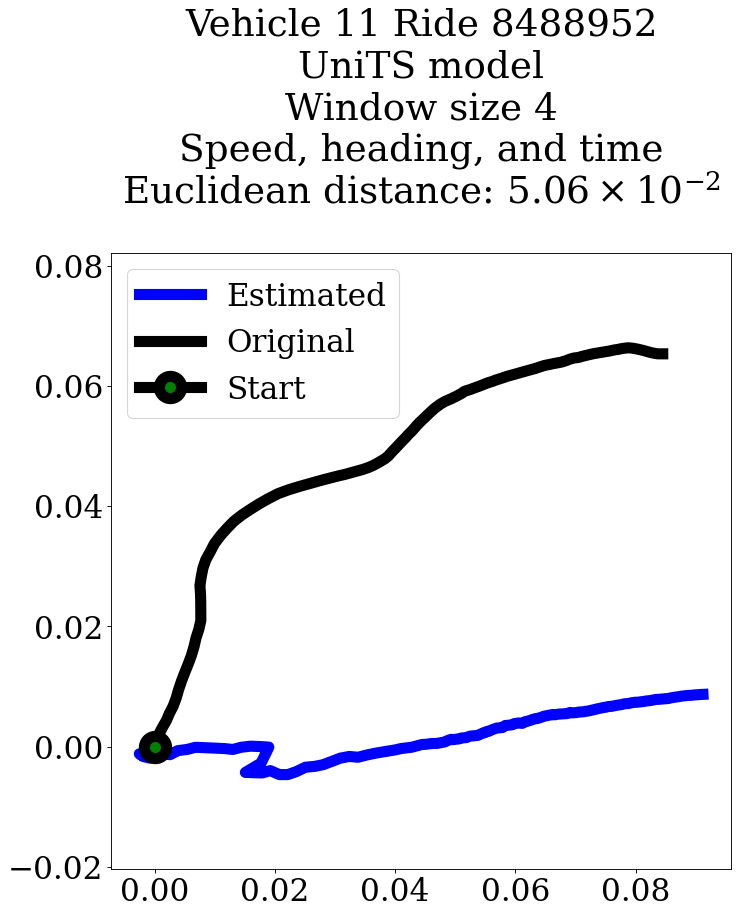 Vehicle 11 Ride 8488952
UniTS model
Window size 4
Speed, heading, and time
Euclidean distance: 5.06 × 10⁻²
0.08
Estimated
Original
Start
0.06
0.04
0.02
0.00
−0.02
0.00 0.02 0.04 0.06 0.08